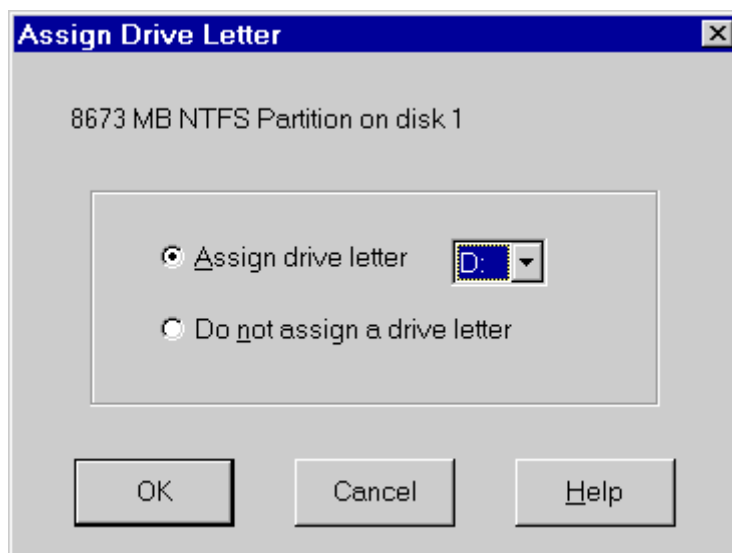 Assign Drive Letter
8673 MB NTFS Partition on disk 1
Assign drive letter D:
Do not assign a drive letter
OK Cancel Help